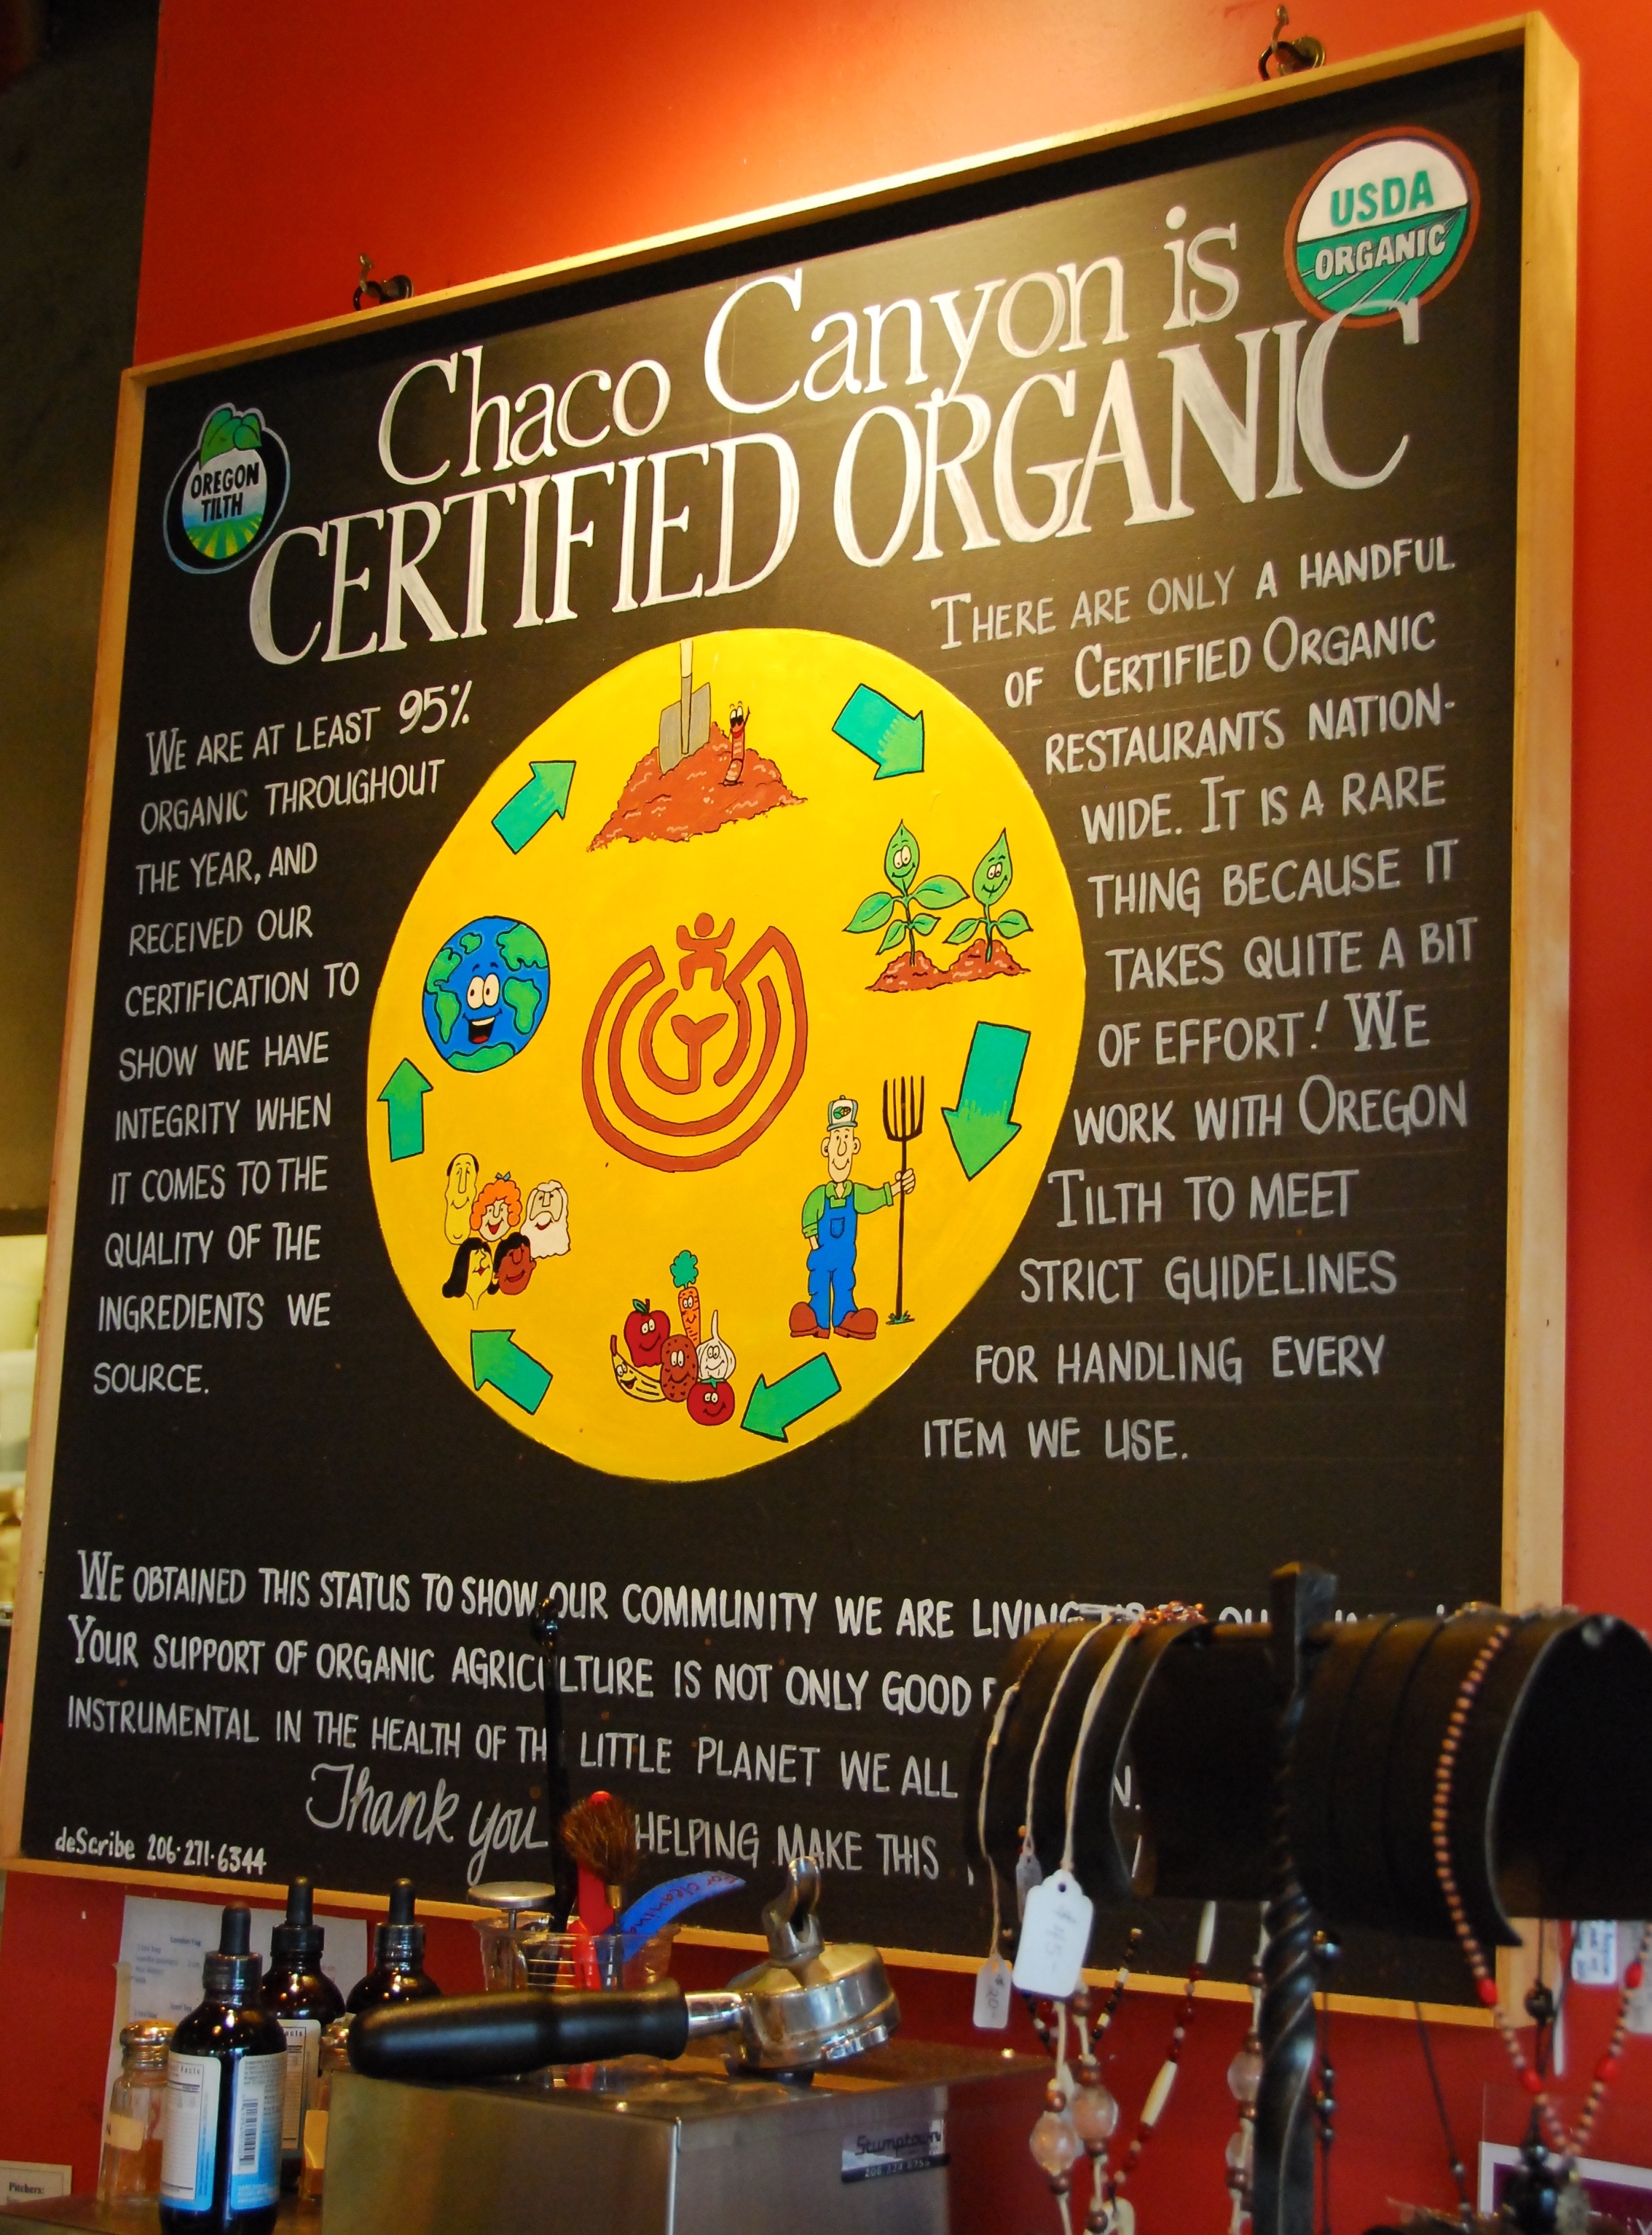 USDA
ORGANIC
Chaco Canyon is
CERTIFIED ORGANIC
OREGON
TILTH
WE ARE AT LEAST 95%
ORGANIC THROUGHOUT
THE YEAR, AND
RECEIVED OUR
CERTIFICATION TO
SHOW WE HAVE
INTEGRITY WHEN
IT COMES TO THE
QUALITY OF THE
INGREDIENTS WE
SOURCE.
THERE ARE ONLY A HANDFUL
OF CERTIFIED ORGANIC
RESTAURANTS NATION-
WIDE. IT IS A RARE
THING BECAUSE IT
TAKES QUITE A BIT
OF EFFORT! WE
WORK WITH OREGON
TILTH TO MEET
STRICT GUIDELINES
FOR HANDLING EVERY
ITEM WE USE.
WE OBTAINED THIS STATUS TO SHOW OUR COMMUNITY WE ARE LIVING
YOUR SUPPORT OF ORGANIC AGRICULTURE IS NOT ONLY GOOD
INSTRUMENTAL IN THE HEALTH OF LITTLE PLANET WE ALL
Thank you HELPING MAKE THIS
deScribe 206·271·6344
For cleaning
Stumptown
Pitchers: